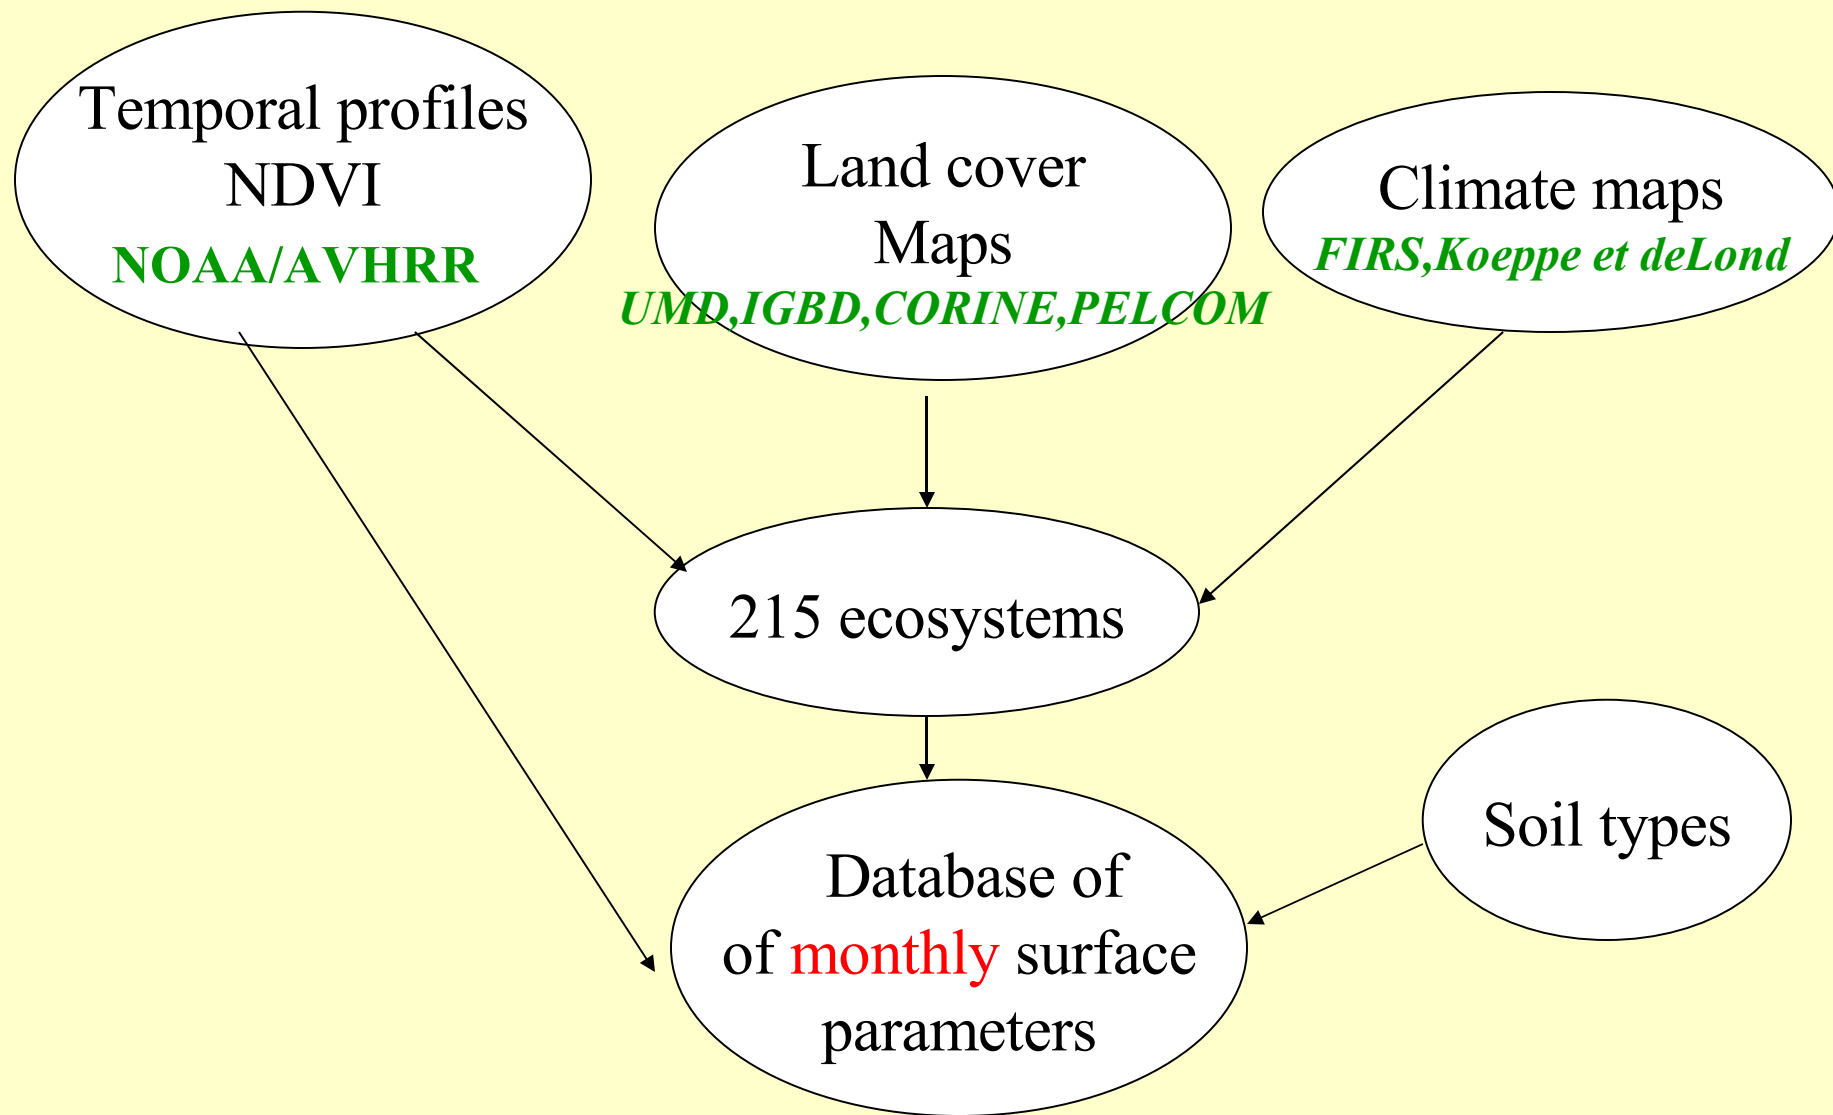 Temporal profiles
NDVI
NOAA/AVHRR
Land cover
Maps
UMD,IGBD,CORINE,PELCOM
Climate maps
FIRS,Koeppe et deLond
215 ecosystems
Soil types
Database of
of monthly surface
parameters